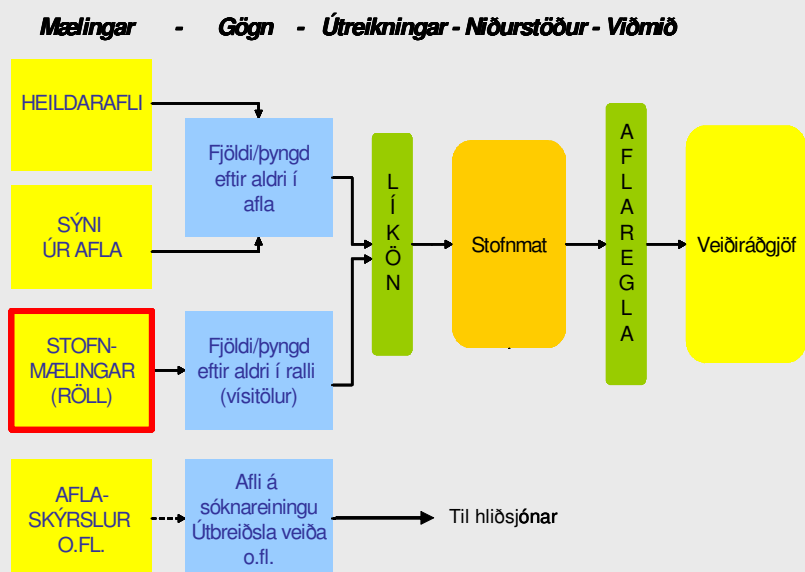 Mælingar - Gögn - Útreikningar - Niðurstöður - Viðmið
HEILDARAFLI
SÝNI
ÚR AFLA
STOFN-
MÆLINGAR
(RÖLL)
AFLA-
SKÝRSLUR
O.FL.
Fjöldi/þyngd
eftir aldri í
afla
Fjöldi/þyngd
eftir aldri í ralli
(vísitölur)
Afli á
sóknareiningu
Útbreiðsla veiða
o.fl.
L
Í
K
Ö
N
Stofnmat
A
F
L
A
R
E
G
L
A
Veiðiráðgjöf
Til hliðsjónar